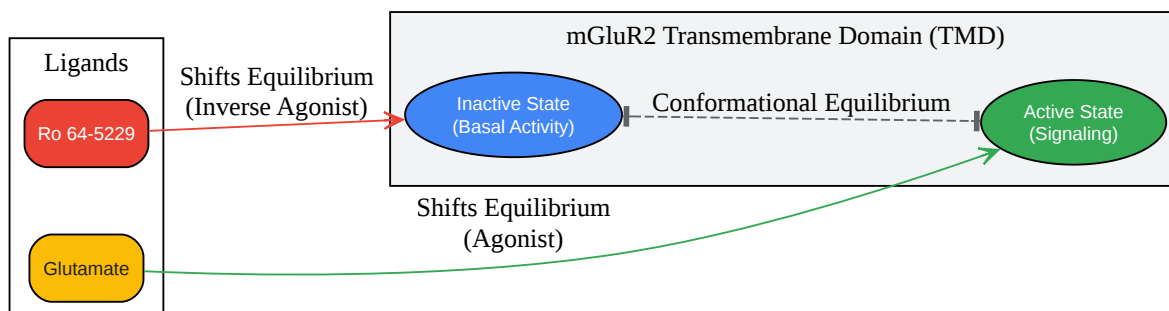 mGluR2 Transmembrane Domain (TMD)
Ligands
Shifts Equilibrium
(Inverse Agonist)
Ro 64-5229
Inactive State
(Basal Activity)
Conformational Equilibrium
Active State
(Signaling)
Shifts Equilibrium
(Agonist)
Glutamate